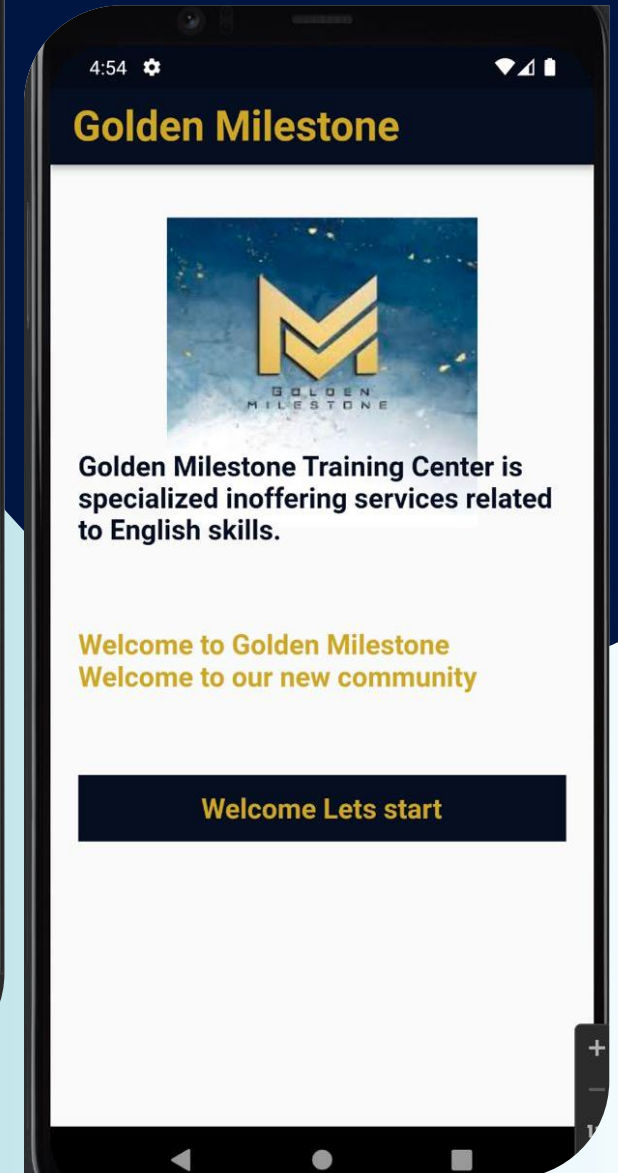 4:54
Golden Milestone
GOLDEN
MILESTONE
Golden Milestone Training Center is
specialized inoffering services related
to English skills.
Welcome to Golden Milestone
Welcome to our new community
Welcome Lets start